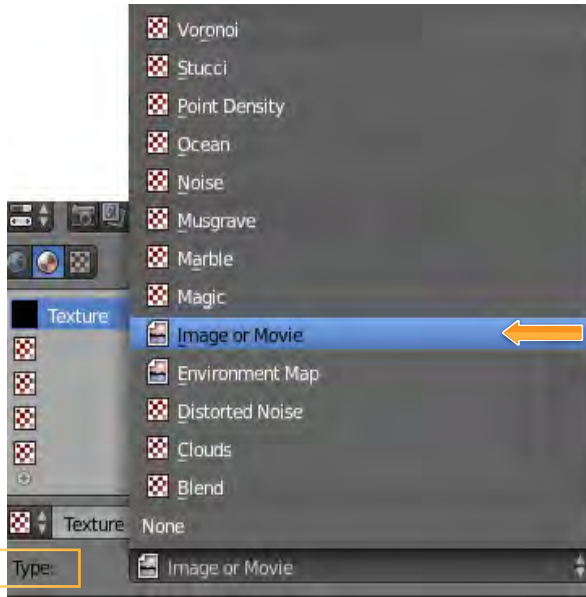 Voronoi
Stucci
Point Density
Ocean
Noise
Musgrave
Marble
Magic
Texture
Image or Movie
Environment Map
Distorted Noise
Clouds
Blend
Texture
None
Type:
Image or Movie